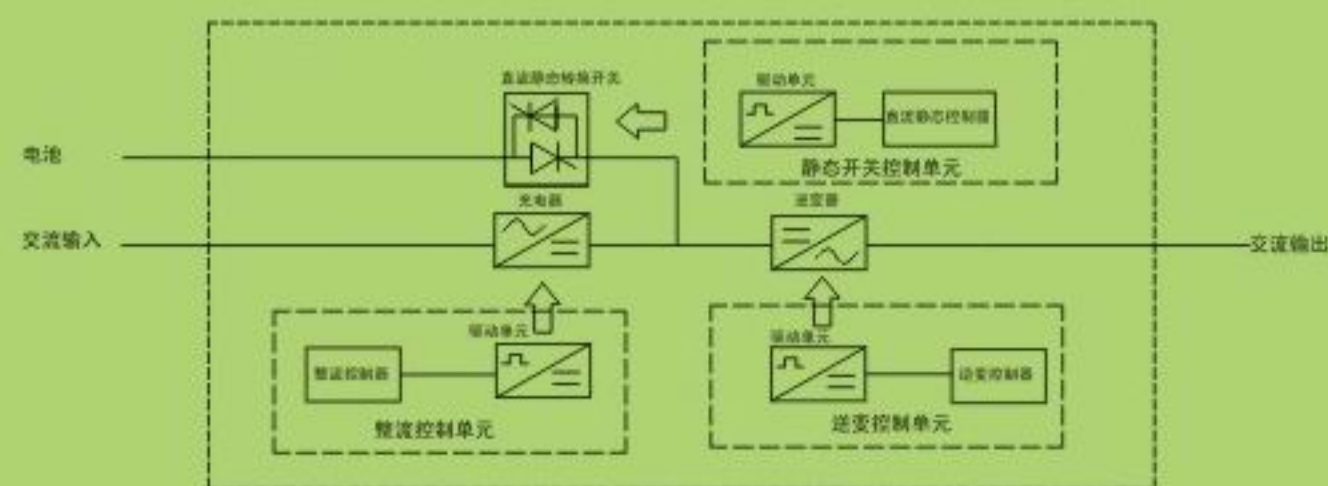 直流静态转换开关
驱动单元
直流静态控制器
静态开关控制单元
电池
充电器
逆变器
交流输入
交流输出
驱动单元
整流控制器
整流控制单元
驱动单元
逆变控制器
逆变控制单元